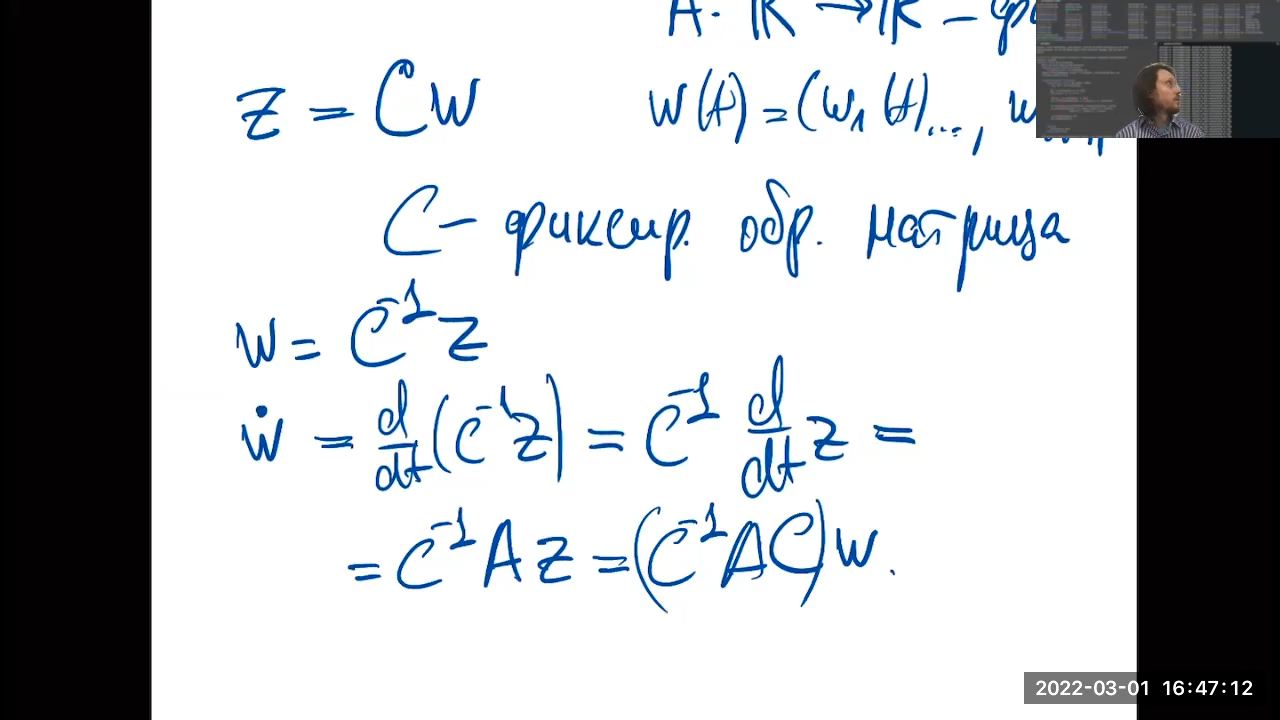 A: ℝ → ℝ –
z = Cw w(t) = (w₁(t)...,
C – фиксир. обр. матрица
w = C⁻¹z
ẇ = d/dt (C⁻¹z) = C⁻¹ d/dt z =
= C⁻¹Az = (C⁻¹AC)w.
2022-03-01 16:47:12